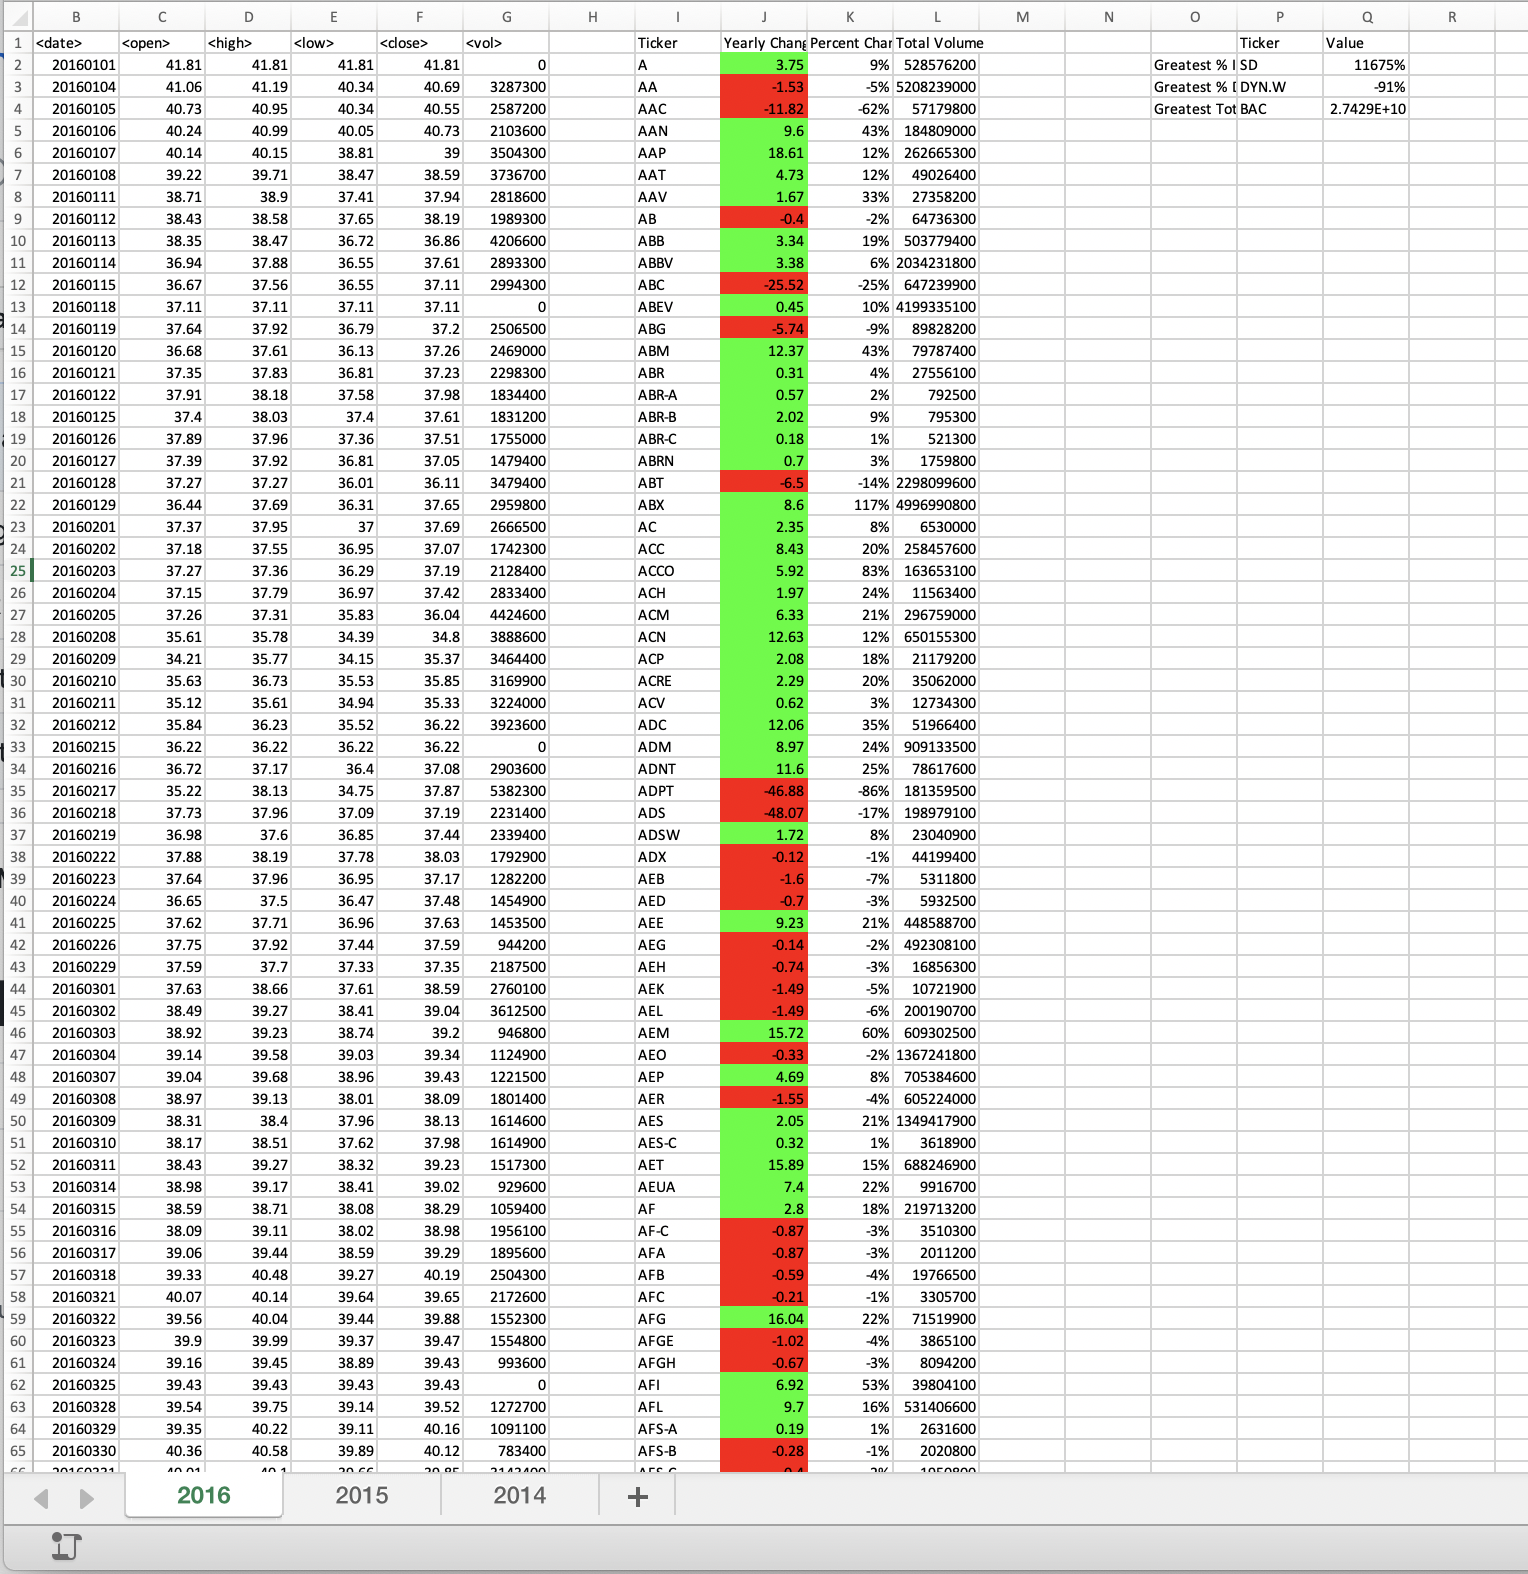 B C D E F G H I J K L M N O P Q R
1 <date> <open> <high> <low> <close> <vol> Ticker Yearly Chang Percent Char Total Volume Ticker Value
2 20160101 41.81 41.81 41.81 41.81 0 A 3.75 9% 528576200 Greatest % I SD 11675%
3 20160104 41.06 41.19 40.34 40.69 3287300 AA -1.53 -5% 5208239000 Greatest % D DYN.W -91%
4 20160105 40.73 40.95 40.34 40.55 2587200 AAC -11.82 -62% 57179800 Greatest Tot BAC 2.7429E+10
5 20160106 40.24 40.99 40.05 40.73 2103600 AAN 9.6 43% 184809000
6 20160107 40.14 40.15 38.81 39 3504300 AAP 18.61 12% 262665300
7 20160108 39.22 39.71 38.47 38.59 3736700 AAT 4.73 12% 49026400
8 20160111 38.71 38.9 37.41 37.94 2818600 AAV 1.67 33% 27358200
9 20160112 38.43 38.58 37.65 38.19 1989300 AB -0.4 -2% 64736300
10 20160113 38.35 38.47 36.72 36.86 4206600 ABB 3.34 19% 503779400
11 20160114 36.94 37.88 36.55 37.61 2893300 ABBV 3.38 6% 2034231800
12 20160115 36.67 37.56 36.55 37.11 2994300 ABC -25.52 -25% 647239900
13 20160118 37.11 37.11 37.11 37.11 0 ABEV 0.45 10% 4199335100
14 20160119 37.64 37.92 36.79 37.2 2506500 ABG -5.74 -9% 89828200
15 20160120 36.68 37.61 36.13 37.26 2469000 ABM 12.37 43% 79787400
16 20160121 37.35 37.83 36.81 37.23 2298300 ABR 0.31 4% 27556100
17 20160122 37.91 38.18 37.58 37.98 1834400 ABR-A 0.57 2% 792500
18 20160125 37.4 38.03 37.4 37.61 1831200 ABR-B 2.02 9% 795300
19 20160126 37.89 37.96 37.36 37.51 1755000 ABR-C 0.18 1% 521300
20 20160127 37.39 37.92 36.81 37.05 1479400 ABRN 0.7 3% 1759800
21 20160128 37.27 37.27 36.01 36.11 3479400 ABT -6.5 -14% 2298099600
22 20160129 36.44 37.69 36.31 37.65 2959800 ABX 8.6 117% 4996990800
23 20160201 37.37 37.95 37 37.69 2666500 AC 2.35 8% 6530000
24 20160202 37.18 37.55 36.95 37.07 1742300 ACC 8.43 20% 258457600
25 20160203 37.27 37.36 36.29 37.19 2128400 ACCO 5.92 83% 163653100
26 20160204 37.15 37.79 36.97 37.42 2833400 ACH 1.97 24% 11563400
27 20160205 37.26 37.31 35.83 36.04 4424600 ACM 6.33 21% 296759000
28 20160208 35.61 35.78 34.39 34.8 3888600 ACN 12.63 12% 650155300
29 20160209 34.21 35.77 34.15 35.37 3464400 ACP 2.08 18% 21179200
30 20160210 35.63 36.73 35.53 35.85 3169900 ACRE 2.29 20% 35062000
31 20160211 35.12 35.61 34.94 35.33 3224000 ACV 0.62 3% 12734300
32 20160212 35.84 36.23 35.52 36.22 3923600 ADC 12.06 35% 51966400
33 20160215 36.22 36.22 36.22 36.22 0 ADM 8.97 24% 909133500
34 20160216 36.72 37.17 36.4 37.08 2903600 ADNT 11.6 25% 78617600
35 20160217 35.22 38.13 34.75 37.87 5382300 ADPT -46.88 -86% 181359500
36 20160218 37.73 37.96 37.09 37.19 2231400 ADS -48.07 -17% 198979100
37 20160219 36.98 37.6 36.85 37.44 2339400 ADSW 1.72 8% 23040900
38 20160222 37.88 38.19 37.78 38.03 1792900 ADX -0.12 -1% 44199400
39 20160223 37.64 37.96 36.95 37.17 1282200 AEB -1.6 -7% 5311800
40 20160224 36.65 37.5 36.47 37.48 1454900 AED -0.7 -3% 5932500
41 20160225 37.62 37.71 36.96 37.63 1453500 AEE 9.23 21% 448588700
42 20160226 37.75 37.92 37.44 37.59 944200 AEG -0.14 -2% 492308100
43 20160229 37.59 37.7 37.33 37.35 2187500 AEH -0.74 -3% 16856300
44 20160301 37.63 38.66 37.61 38.59 2760100 AEK -1.49 -5% 10721900
45 20160302 38.49 39.27 38.41 39.04 3612500 AEL -1.49 -6% 200190700
46 20160303 38.92 39.23 38.74 39.2 946800 AEM 15.72 60% 609302500
47 20160304 39.14 39.58 39.03 39.34 1124900 AEO -0.33 -2% 1367241800
48 20160307 39.04 39.68 38.96 39.43 1221500 AEP 4.69 8% 705384600
49 20160308 38.97 39.13 38.01 38.09 1801400 AER -1.55 -4% 605224000
50 20160309 38.31 38.4 37.96 38.13 1614600 AES 2.05 21% 1349417900
51 20160310 38.17 38.51 37.62 37.98 1614900 AES-C 0.32 1% 3618900
52 20160311 38.43 39.27 38.32 39.23 1517300 AET 15.89 15% 688246900
53 20160314 38.98 39.17 38.41 39.02 929600 AEUA 7.4 22% 9916700
54 20160315 38.59 38.71 38.08 38.29 1059400 AF 2.8 18% 219713200
55 20160316 38.09 39.11 38.02 38.98 1956100 AF-C -0.87 -3% 3510300
56 20160317 39.06 39.44 38.59 39.29 1895600 AFA -0.87 -3% 2011200
57 20160318 39.33 40.48 39.27 40.19 2504300 AFB -0.59 -4% 19766500
58 20160321 40.07 40.14 39.64 39.65 2172600 AFC -0.21 -1% 3305700
59 20160322 39.56 40.04 39.44 39.88 1552300 AFG 16.04 22% 71519900
60 20160323 39.9 39.99 39.37 39.47 1554800 AFGE -1.02 -4% 3865100
61 20160324 39.16 39.45 38.89 39.43 993600 AFGH -0.67 -3% 8094200
62 20160325 39.43 39.43 39.43 39.43 0 AFI 6.92 53% 39804100
63 20160328 39.54 39.75 39.14 39.52 1272700 AFL 9.7 16% 531406600
64 20160329 39.35 40.22 39.11 40.16 1091100 AFS-A 0.19 1% 2631600
65 20160330 40.36 40.58 39.89 40.12 783400 AFS-B -0.28 -1% 2020800
2016 2015 2014